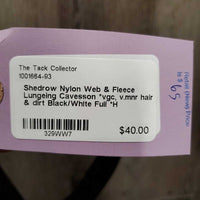 The Tack Collector
1001664-93
Shedrow Nylon Web & Fleece
Lungeing Cavesson *vgc, v.mnr hair
& dirt Black/White Full *H
$40.00
329WW7